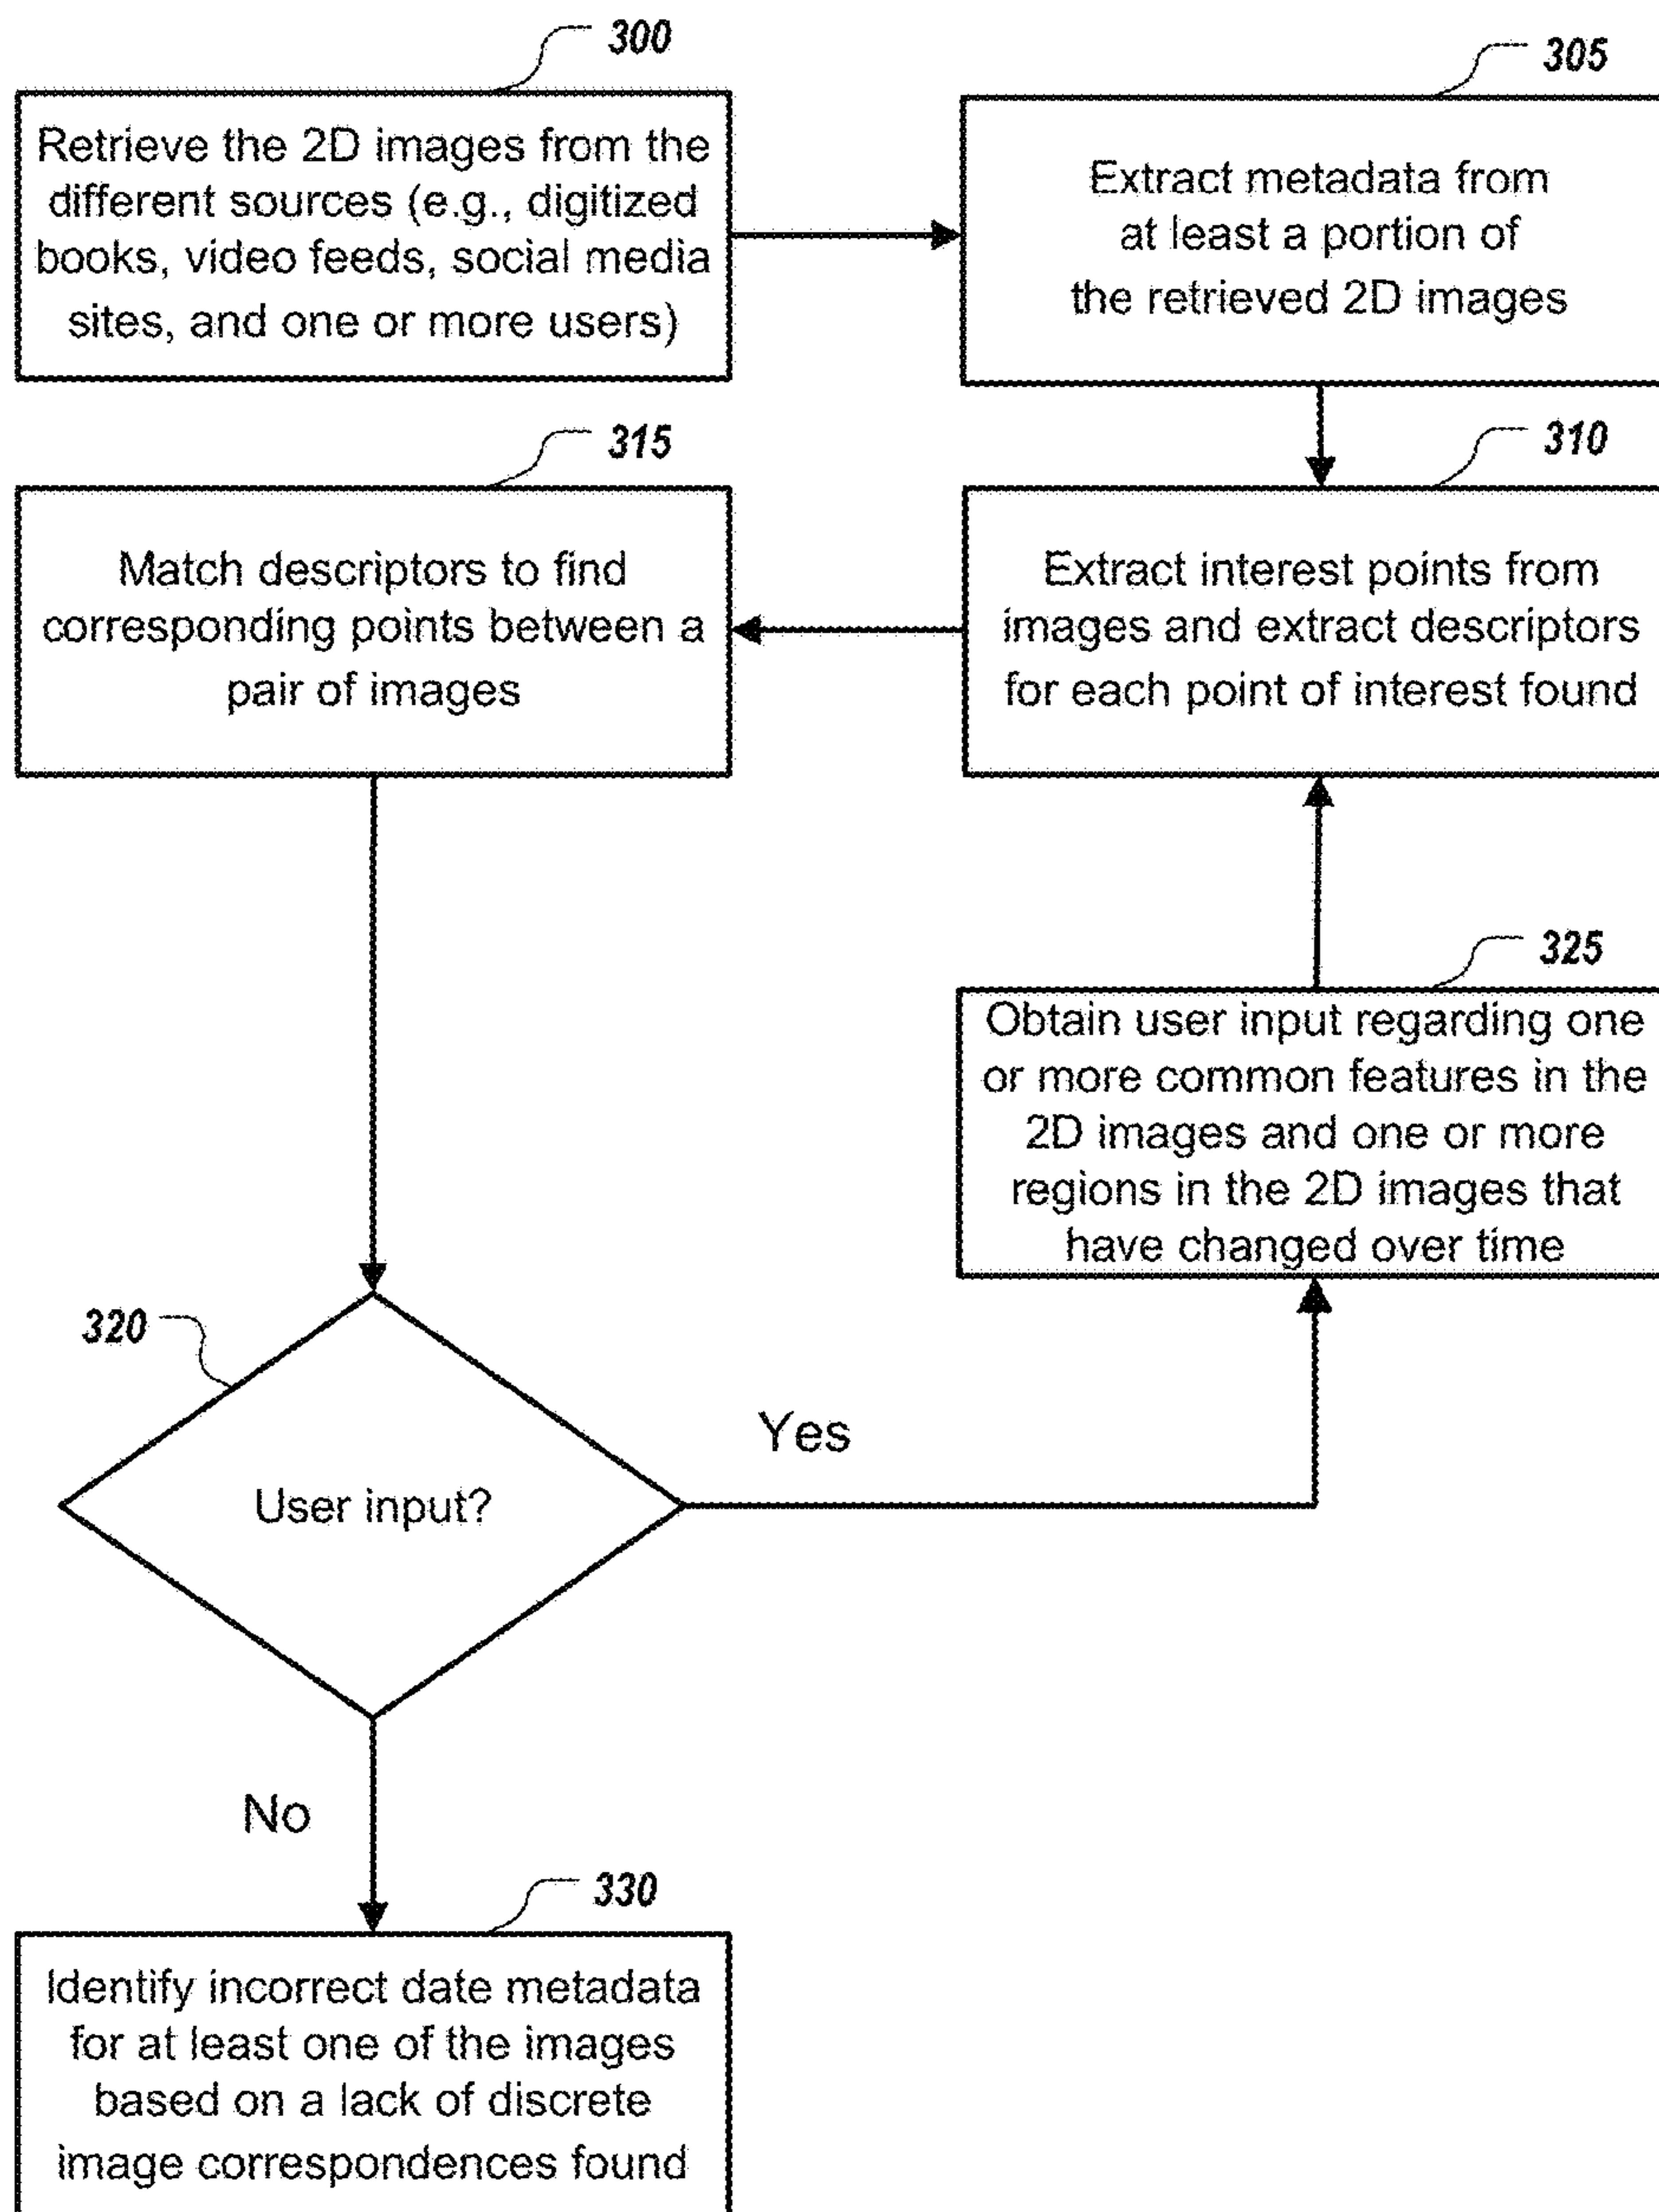 300
Retrieve the 2D images from the
different sources (e.g., digitized
books, video feeds, social media
sites, and one or more users)
305
Extract metadata from
at least a portion of
the retrieved 2D images
315
Match descriptors to find
corresponding points between a
pair of images
310
Extract interest points from
images and extract descriptors
for each point of interest found
325
Obtain user input regarding one
or more common features in the
2D images and one or more
regions in the 2D images that
have changed over time
320
User input?
Yes
No
330
Identify incorrect date metadata
for at least one of the images
based on a lack of discrete
image correspondences found